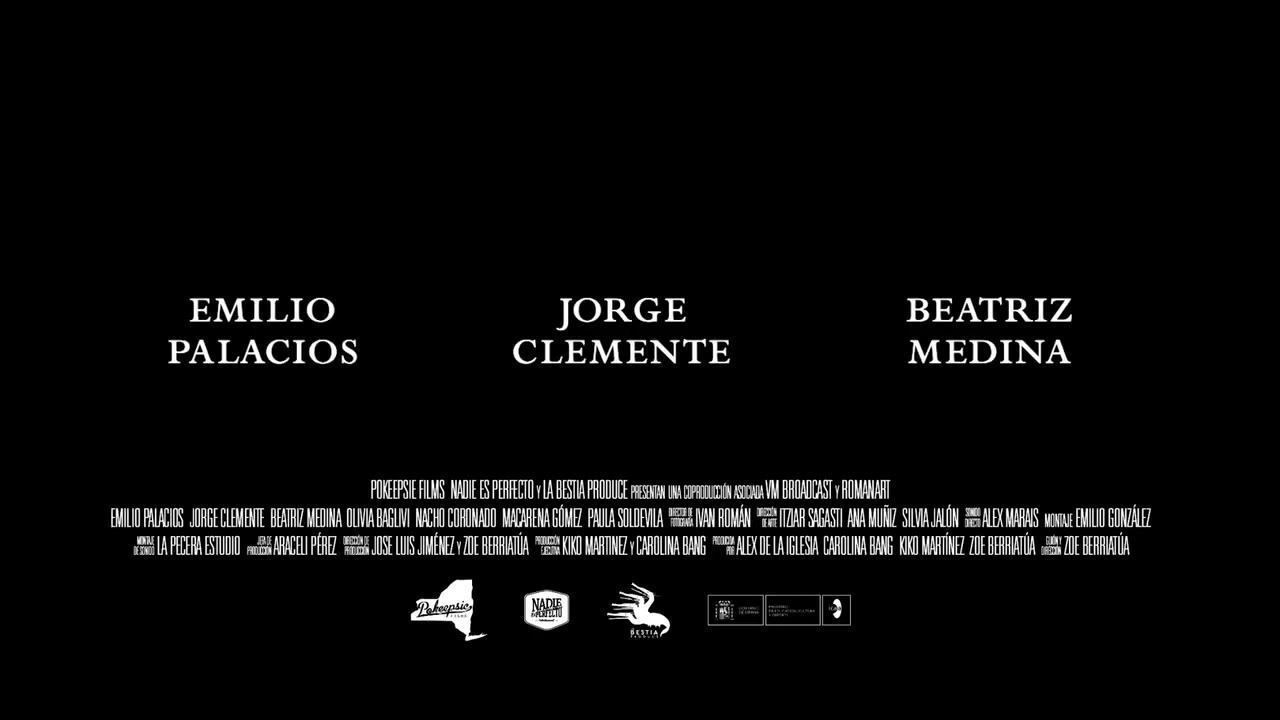 EMILIO JORGE BEATRIZ
PALACIOS CLEMENTE MEDINA
POKEEPSIE FILMS NADIE ES PERFECTO Y LA BESTIA PRODUCE PRESENTAN UNA COPRODUCCIÓN ASOCIADA VM BROADCAST Y ROMANART
EMILIO PALACIOS JORGE CLEMENTE BEATRIZ MEDINA OLIVIA BAGLIVI NACHO CORONADO MACARENA GÓMEZ PAULA SOLDEVILA DIRECTOR DE FOTOGRAFÍA IVAN ROMÁN DIRECCIÓN DE ARTE ITZIAR SAGASTI ANA MUÑIZ SILVIA JALÓN SONIDO DIRECTO ALEX MARAIS MONTAJE EMILIO GONZÁLEZ
MONTAJE DE SONIDO LA PECERA ESTUDIO JEFA DE PRODUCCIÓN ARACELI PÉREZ DIRECCIÓN DE PRODUCCIÓN JOSE LUIS JIMÉNEZ Y ZOE BERRIATÚA PRODUCCIÓN EJECUTIVA KIKO MARTINEZ Y CAROLINA BANG PRODUCIDA POR ALEX DE LA IGLESIA CAROLINA BANG KIKO MARTÍNEZ ZOE BERRIATÚA GUIÓN Y DIRECCIÓN ZOE BERRIATÚA
Pokeepsie FILMS
NADIE ES PERFECTO
BESTIA PRODUCE
GOBIERNO DE ESPAÑA